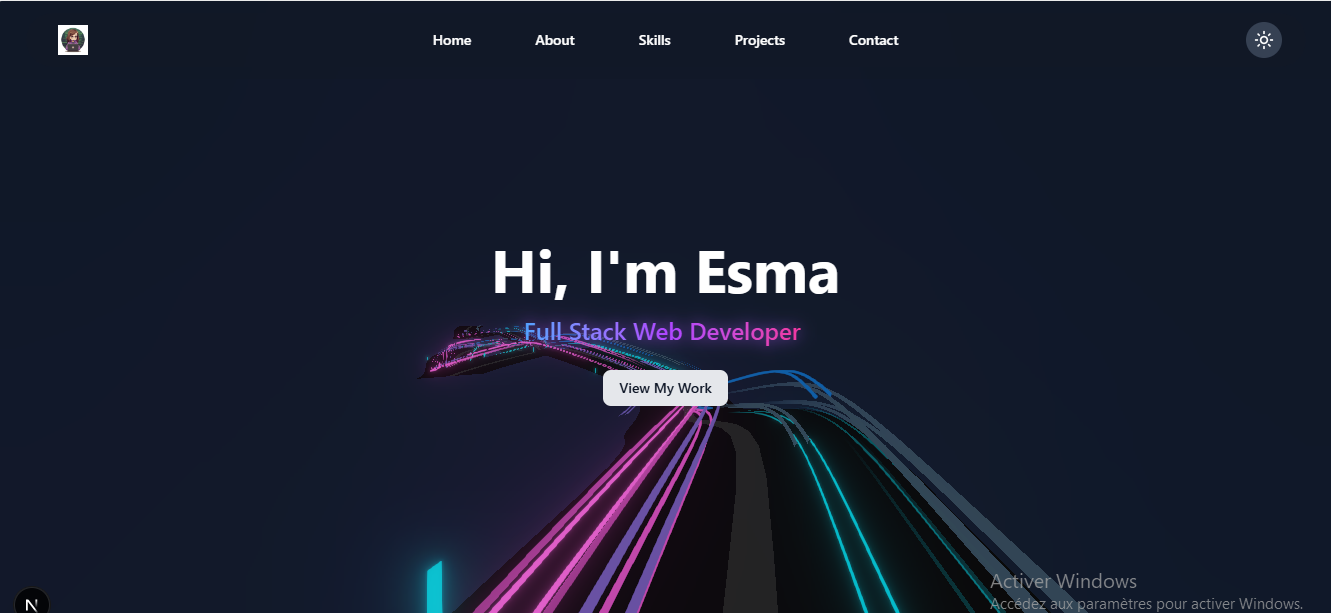 Home About Skills Projects Contact
Hi, I'm Esma
Full Stack Web Developer
View My Work
Activer Windows
Accédez aux paramètres pour activer Windows.
N